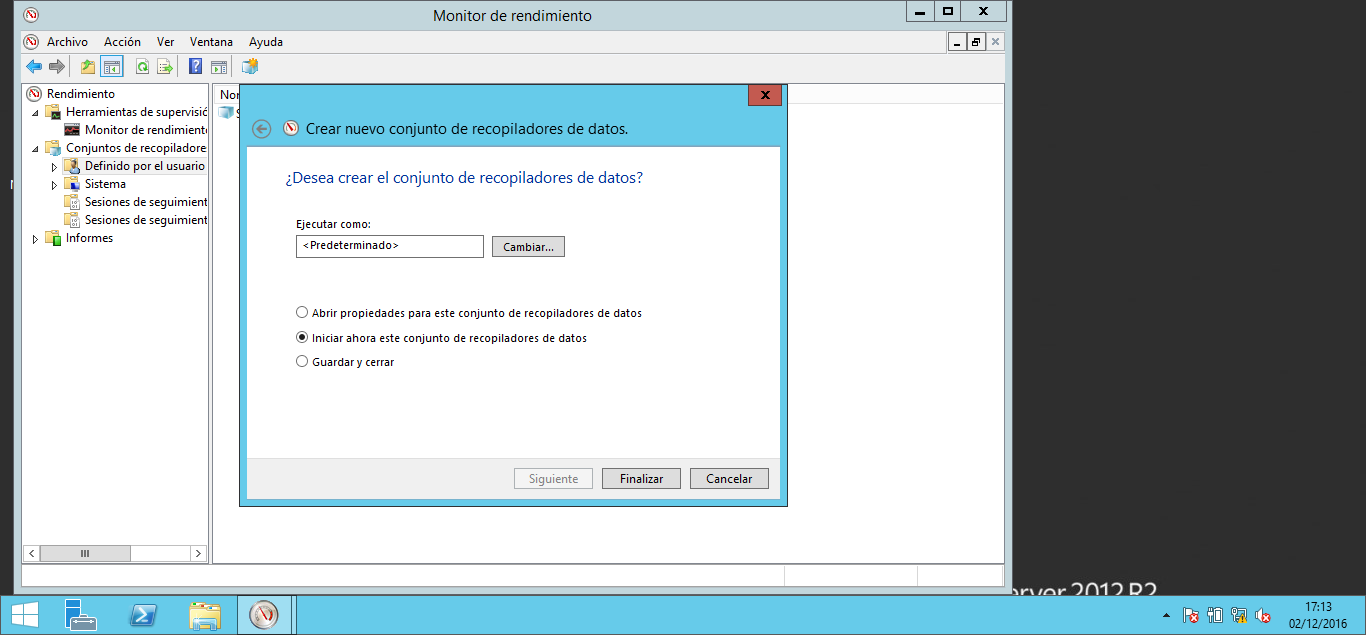 Monitor de rendimiento
Archivo Acción Ver Ventana Ayuda
Rendimiento
Herramientas de supervisió
Monitor de rendimient
Conjuntos de recopiladore
Definido por el usuario
Sistema
Sesiones de seguimient
Sesiones de seguimient
Informes
Nor
S
Crear nuevo conjunto de recopiladores de datos.
¿Desea crear el conjunto de recopiladores de datos?
Ejecutar como:
<Predeterminado>
Cambiar...
Abrir propiedades para este conjunto de recopiladores de datos
Iniciar ahora este conjunto de recopiladores de datos
Guardar y cerrar
Siguiente Finalizar Cancelar
erver 2012 R2
17:13
02/12/2016